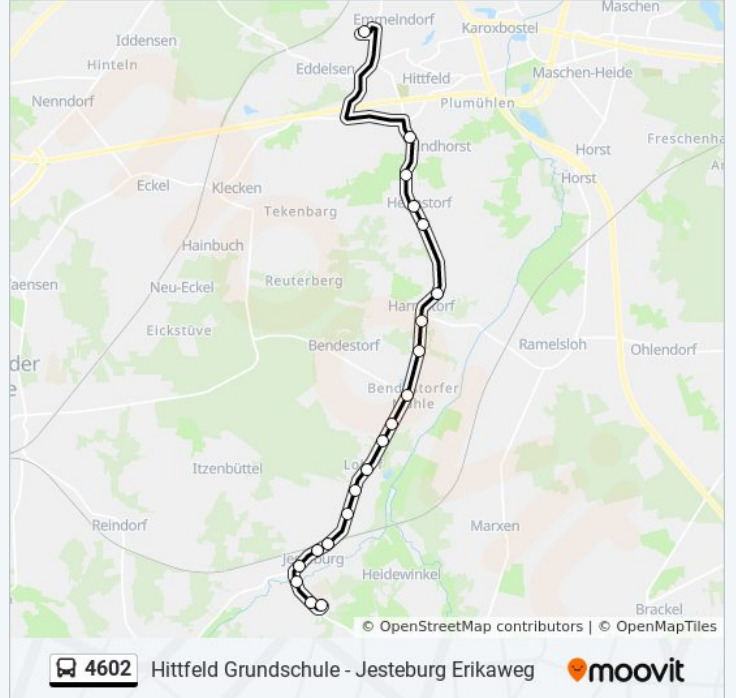 Emmelndorf
Maschen
Karoxbostel
Iddensen
Hinteln
Eddelsen
Hittfeld
Maschen-Heide
Nenndorf
Plumühlen
Freschenha
Horst
Horst
Eckel
Klecken
Tekenbarg
Hainbuch
Neu-Eckel
Reuterberg
Eickstüve
Bendestorf
Ramelsloh
Ohlendorf
der
e
Itzenbüttel
Reindorf
Marxen
Heidewinkel
Brackel
© OpenStreetMap contributors | © OpenMapTiles
4602 Hittfeld Grundschule - Jesteburg Erikaweg moovit